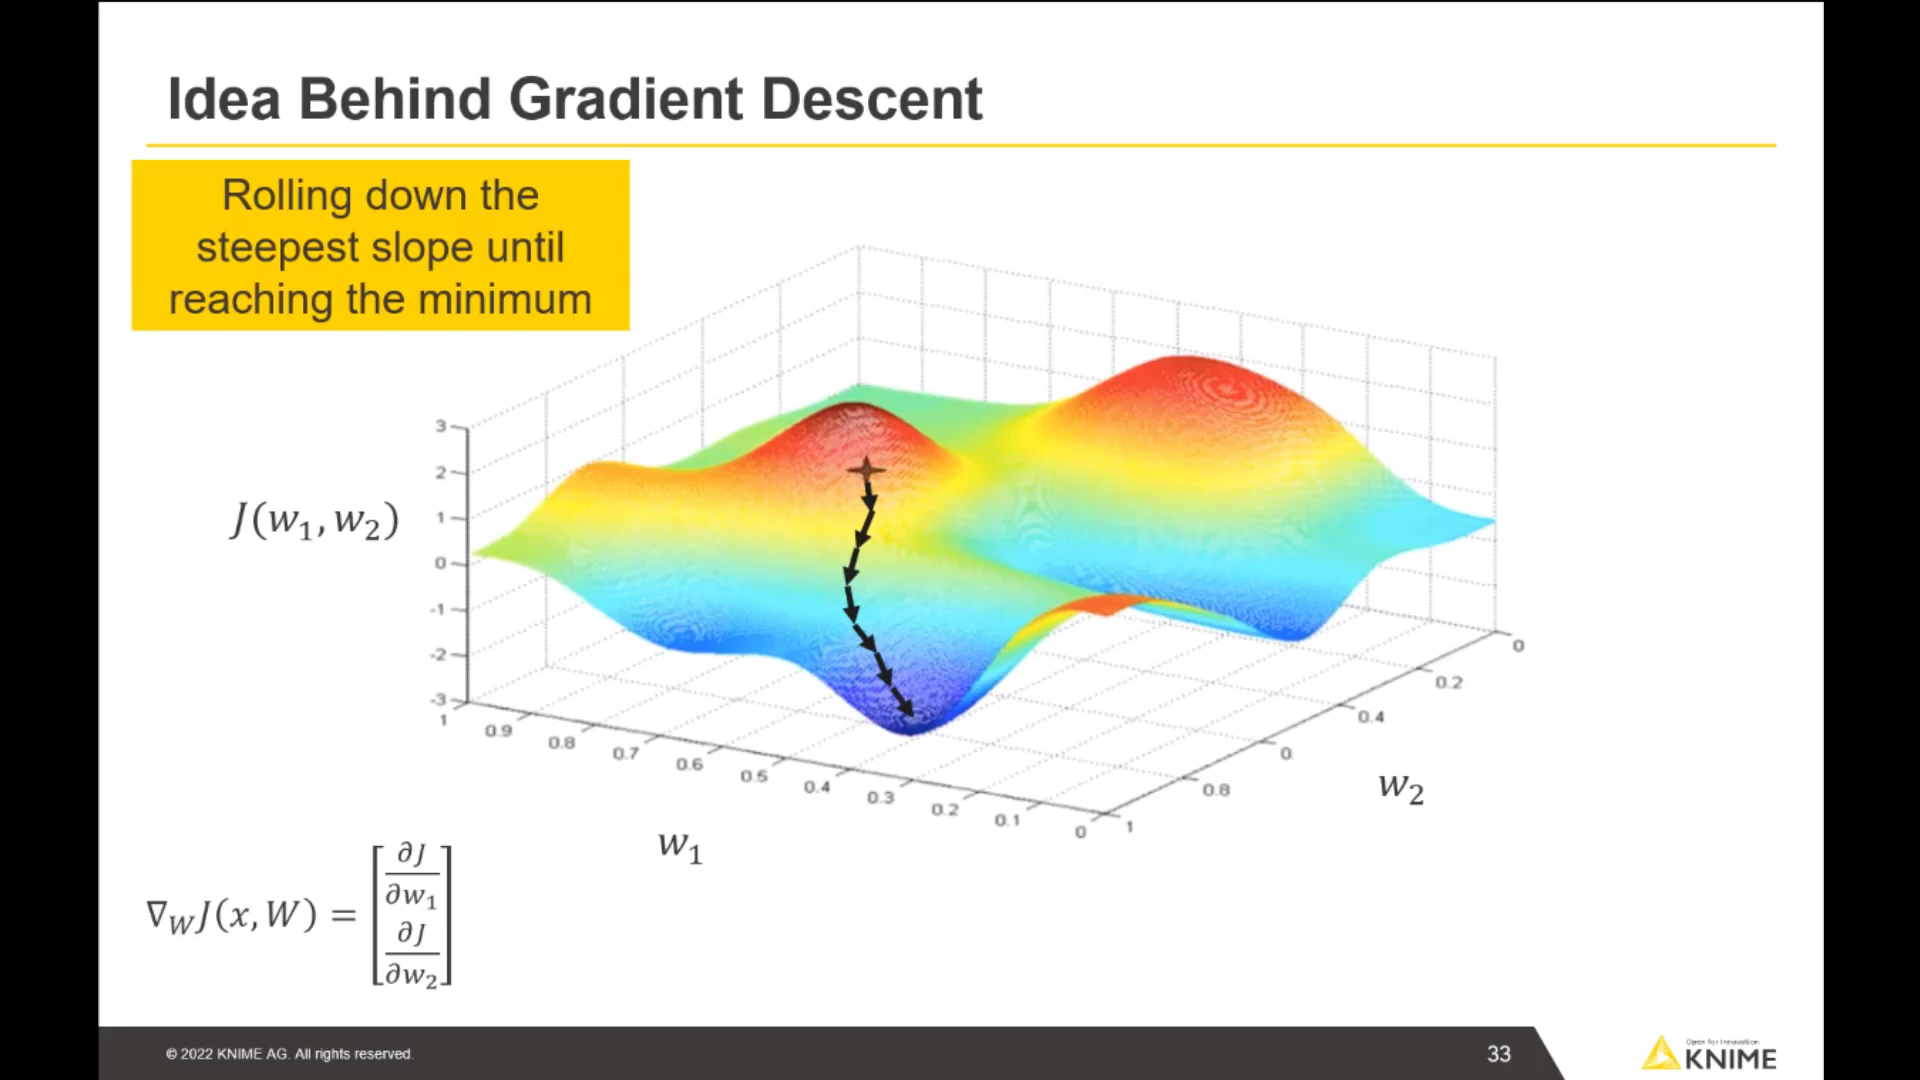 Idea Behind Gradient Descent
Rolling down the
steepest slope until
reaching the minimum
J(w₁, w₂)
3
2
1
0
-1
-2
-3
1
0.9
0.8
0.7
0.6
0.5
0.4
0.3
0.2
0.1
0
1
0.8
0.
0.4
0.2
0
w₁
w₂
∇_W J(x, W) = [∂J/∂w₁
∂J/∂w₂]
© 2022 KNIME AG. All rights reserved.
33
Open for Innovation
KNIME